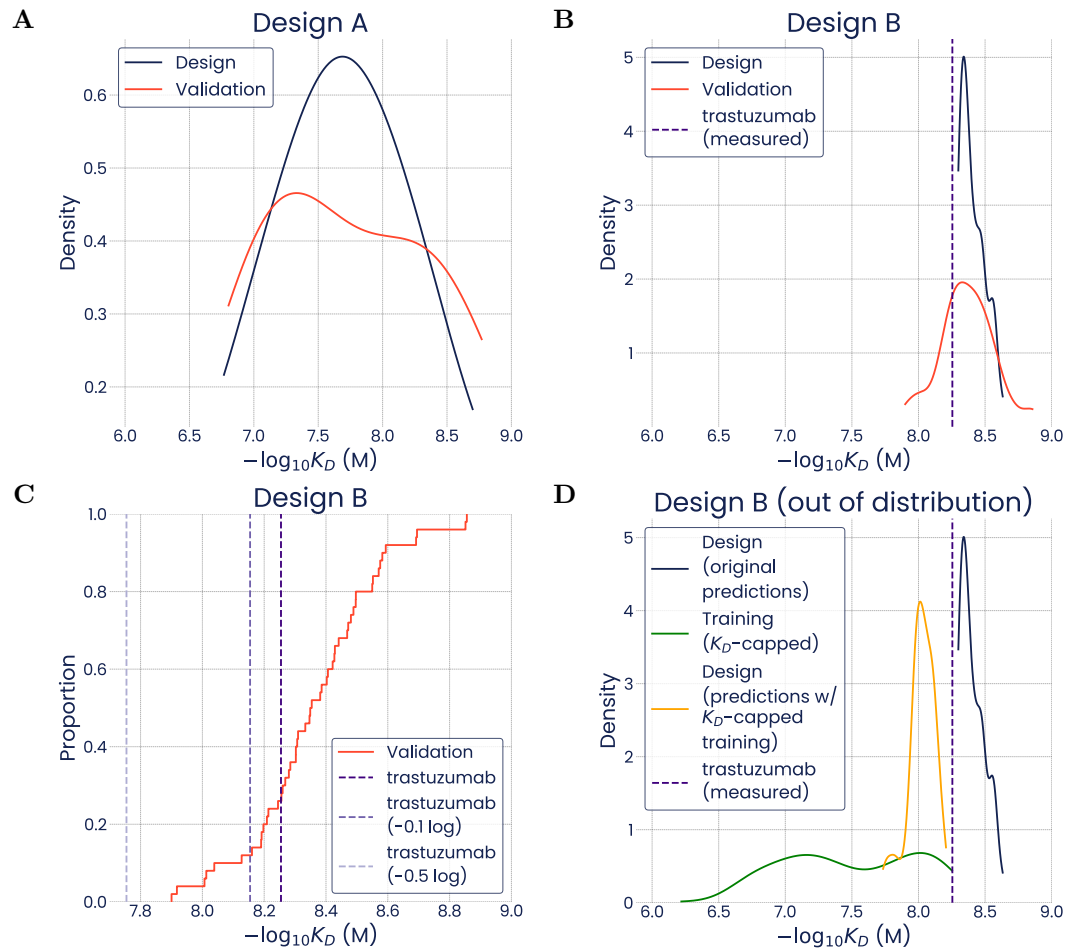 A
Design A
Design
Validation
Density
0.6
0.5
0.4
0.3
0.2
6.0 6.5 7.0 7.5 8.0 8.5 9.0
−log10KD (M)
B
Design B
Design
Validation
trastuzumab
(measured)
Density
5
4
3
2
1
6.0 6.5 7.0 7.5 8.0 8.5 9.0
−log10KD (M)
C
Design B
Proportion
1.0
0.8
0.6
0.4
0.2
0.0
Validation
trastuzumab
trastuzumab
(−0.1 log)
trastuzumab
(−0.5 log)
7.8 8.0 8.2 8.4 8.6 8.8 9.0
−log10KD (M)
D
Design B (out of distribution)
Design
(original
predictions)
Training
(KD-capped)
Design
(predictions w/
KD-capped
training)
trastuzumab
(measured)
Density
5
4
3
2
1
0
6.0 6.5 7.0 7.5 8.0 8.5 9.0
−log10KD (M)